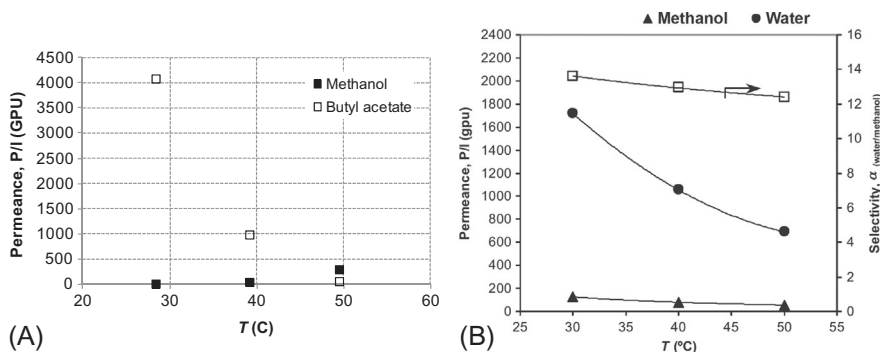 4500
4000
3500
3000
2500
2000
1500
1000
500
0
Permeance, P/l (GPU)
Methanol
Butyl acetate
20 30 40 50 60
T (C)
(A)
Methanol Water
2400
2200
2000
1800
1600
1400
1200
1000
800
600
400
200
0
Permeance, P/l (gpu)
16
14
12
10
8
6
4
2
0
Selectivity, α (water/methanol)
25 30 35 40 45 50 55
T (ºC)
(B)